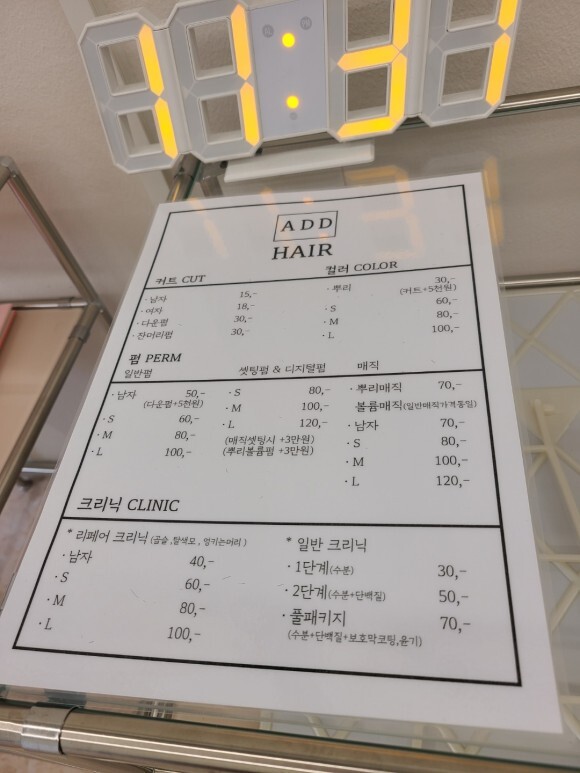 11:31
ADD
HAIR
커트 CUT
· 남자 15,-
· 여자 18,-
· 다운펌 30,-
· 잔머리펌 30,-
컬러 COLOR
· 뿌리 30,-
(커트+5천원)
· S 60,-
· M 80,-
· L 100,-
펌 PERM
일반펌
· 남자 50,-
(다운펌+5천원)
· S 60,-
· M 80,-
· L 100,-
셋팅펌 & 디지털펌
· S 80,-
· M 100,-
· L 120,-
(매직셋팅시 +3만원)
(뿌리볼륨펌 +3만원)
매직
· 뿌리매직 70,-
볼륨매직(일반매직가격동일)
· 남자 70,-
· S 80,-
· M 100,-
· L 120,-
크리닉 CLINIC
* 리페어 크리닉 (곱슬 ,탈색모 , 엉키는머리 )
· 남자 40,-
· S 60,-
· M 80,-
· L 100,-
* 일반 크리닉
· 1단계(수분) 30,-
· 2단계(수분+단백질) 50,-
· 풀패키지 70,-
(수분+단백질+보호막코팅,윤기)